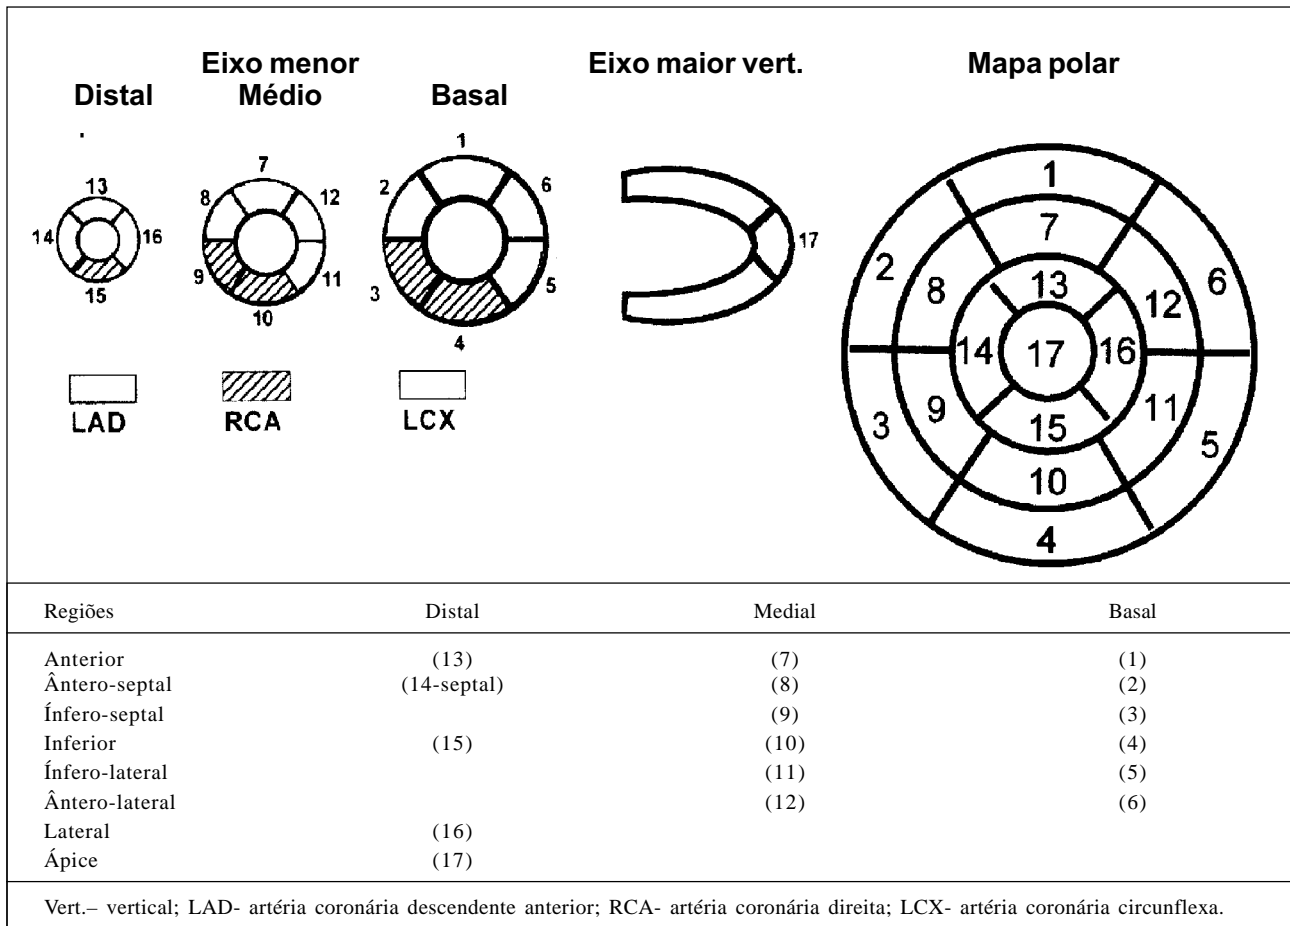 Eixo menor Eixo maior vert. Mapa polar
Distal Médio Basal
1
7
13 8 12 2 6
14 16
15 9 11 3 5
10
4
17
LAD RCA LCX
1
7
2 8 13 12 6
14 17 16
3 9 15 11 5
10
4
Regiões Distal Medial Basal
Anterior (13) (7) (1)
Ântero-septal (14-septal) (8) (2)
Ínfero-septal (9) (3)
Inferior (15) (10) (4)
Ínfero-lateral (11) (5)
Ântero-lateral (12) (6)
Lateral (16)
Ápice (17)
Vert.– vertical; LAD- artéria coronária descendente anterior; RCA- artéria coronária direita; LCX- artéria coronária circunflexa.